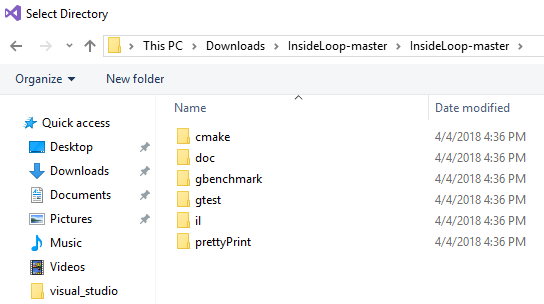 Select Directory
This PC > Downloads > InsideLoop-master > InsideLoop-master >
Organize New folder
Name Date modified
Quick access
Desktop
Downloads
Documents
Pictures
Music
Videos
visual_studio
cmake 4/4/2018 4:36 PM
doc 4/4/2018 4:36 PM
gbenchmark 4/4/2018 4:36 PM
gtest 4/4/2018 4:36 PM
il 4/4/2018 4:36 PM
prettyPrint 4/4/2018 4:36 PM